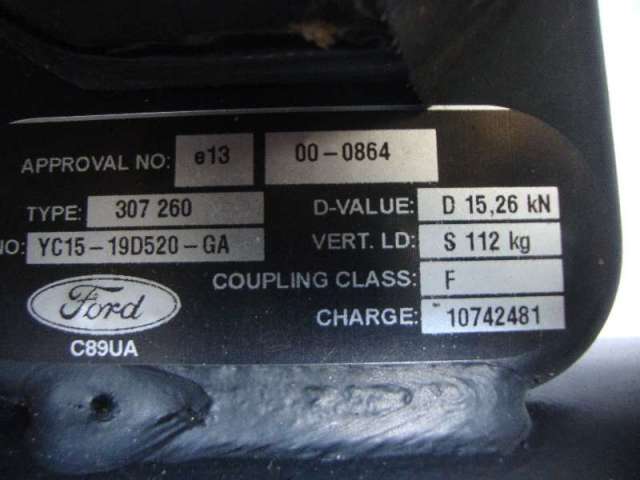 APPROVAL NO: e13 00-0864
TYPE: 307 260 D-VALUE: D 15,26 kN
NO: YC15-19D520-GA VERT. LD: S 112 kg
COUPLING CLASS: F
Ford CHARGE: 10742481
C89UA